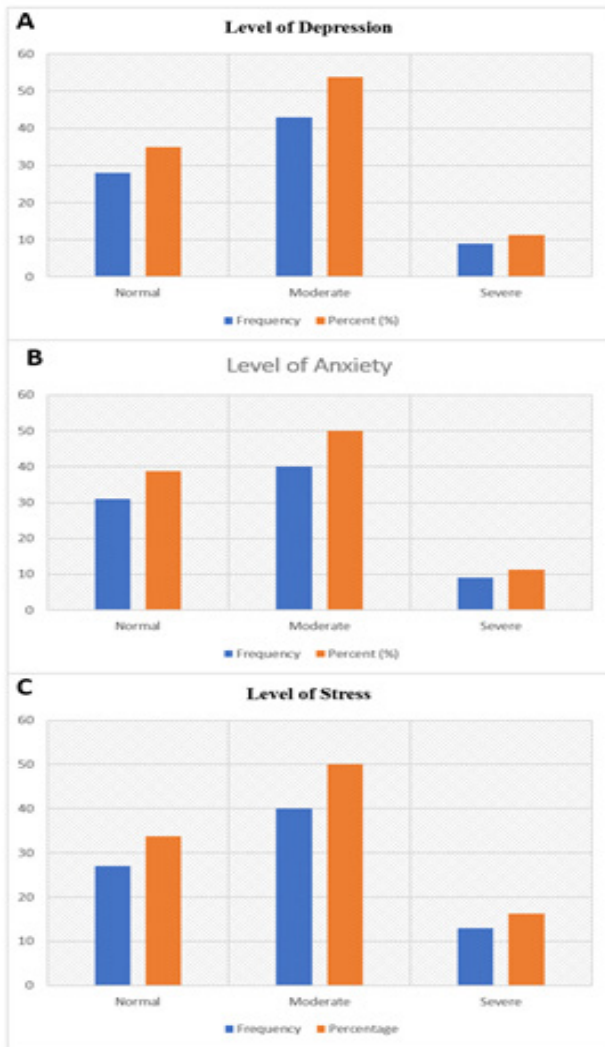 A
Level of Depression
60
50
40
30
20
10
0
Normal Moderate Severe
Frequency Percent (%)
B
Level of Anxiety
60
50
40
30
20
10
0
Normal Moderate Severe
Frequency Percent (%)
C
Level of Stress
60
50
40
30
20
10
0
Normal Moderate Severe
Frequency Percentage